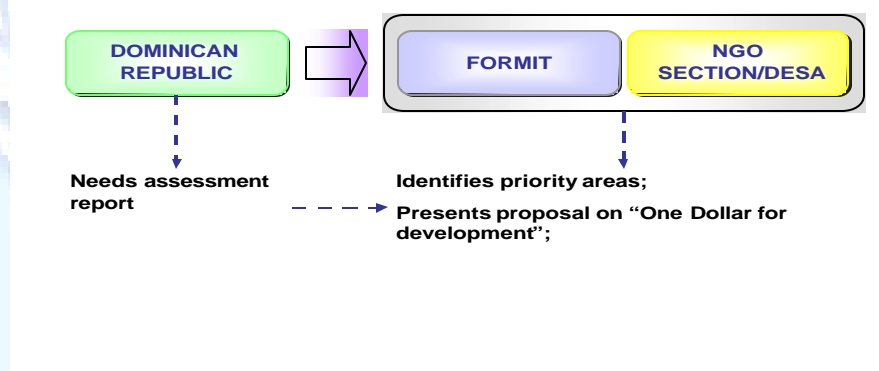 DOMINICAN
REPUBLIC
FORMIT
NGO
SECTION/DESA
Needs assessment
report
Identifies priority areas;
Presents proposal on “One Dollar for
development”;